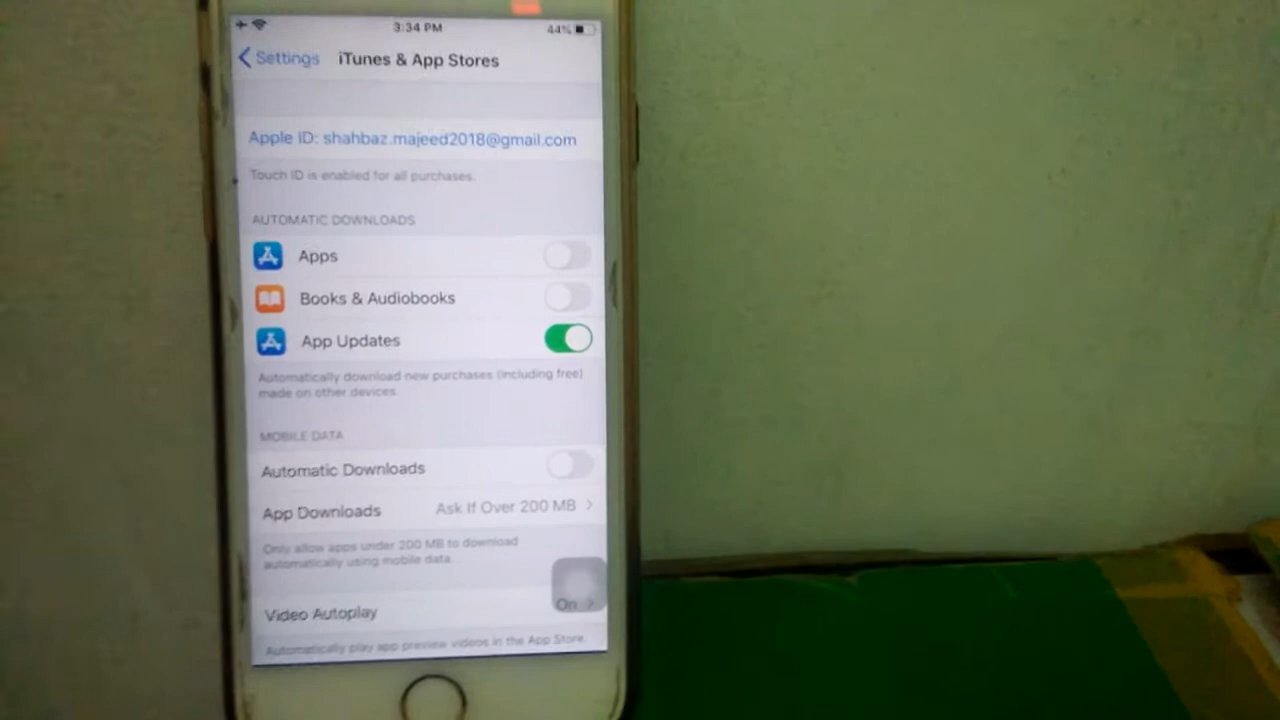 3:34 PM 44%
Settings iTunes & App Stores
Apple ID: shahbaz.majeed2018@gmail.com
Touch ID is enabled for all purchases.
AUTOMATIC DOWNLOADS
Apps
Books & Audiobooks
App Updates
Automatically download new purchases (including free)
made on other devices.
MOBILE DATA
Automatic Downloads
App Downloads Ask If Over 200 MB
Only allow apps under 200 MB to download
automatically using mobile data.
Video Autoplay On
Automatically play app preview videos in the App Store.